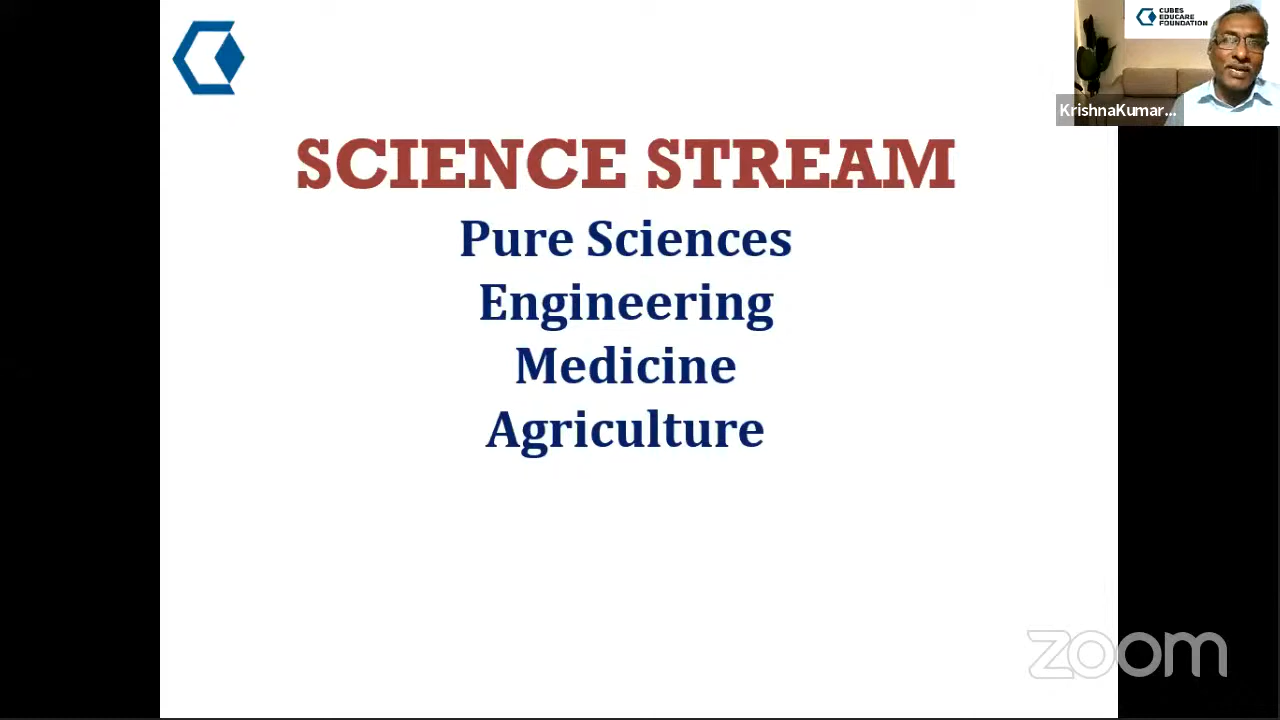 CUBES
EDUCARE
FOUNDATION
KrishnaKumar...
SCIENCE STREAM
Pure Sciences
Engineering
Medicine
Agriculture
zoom